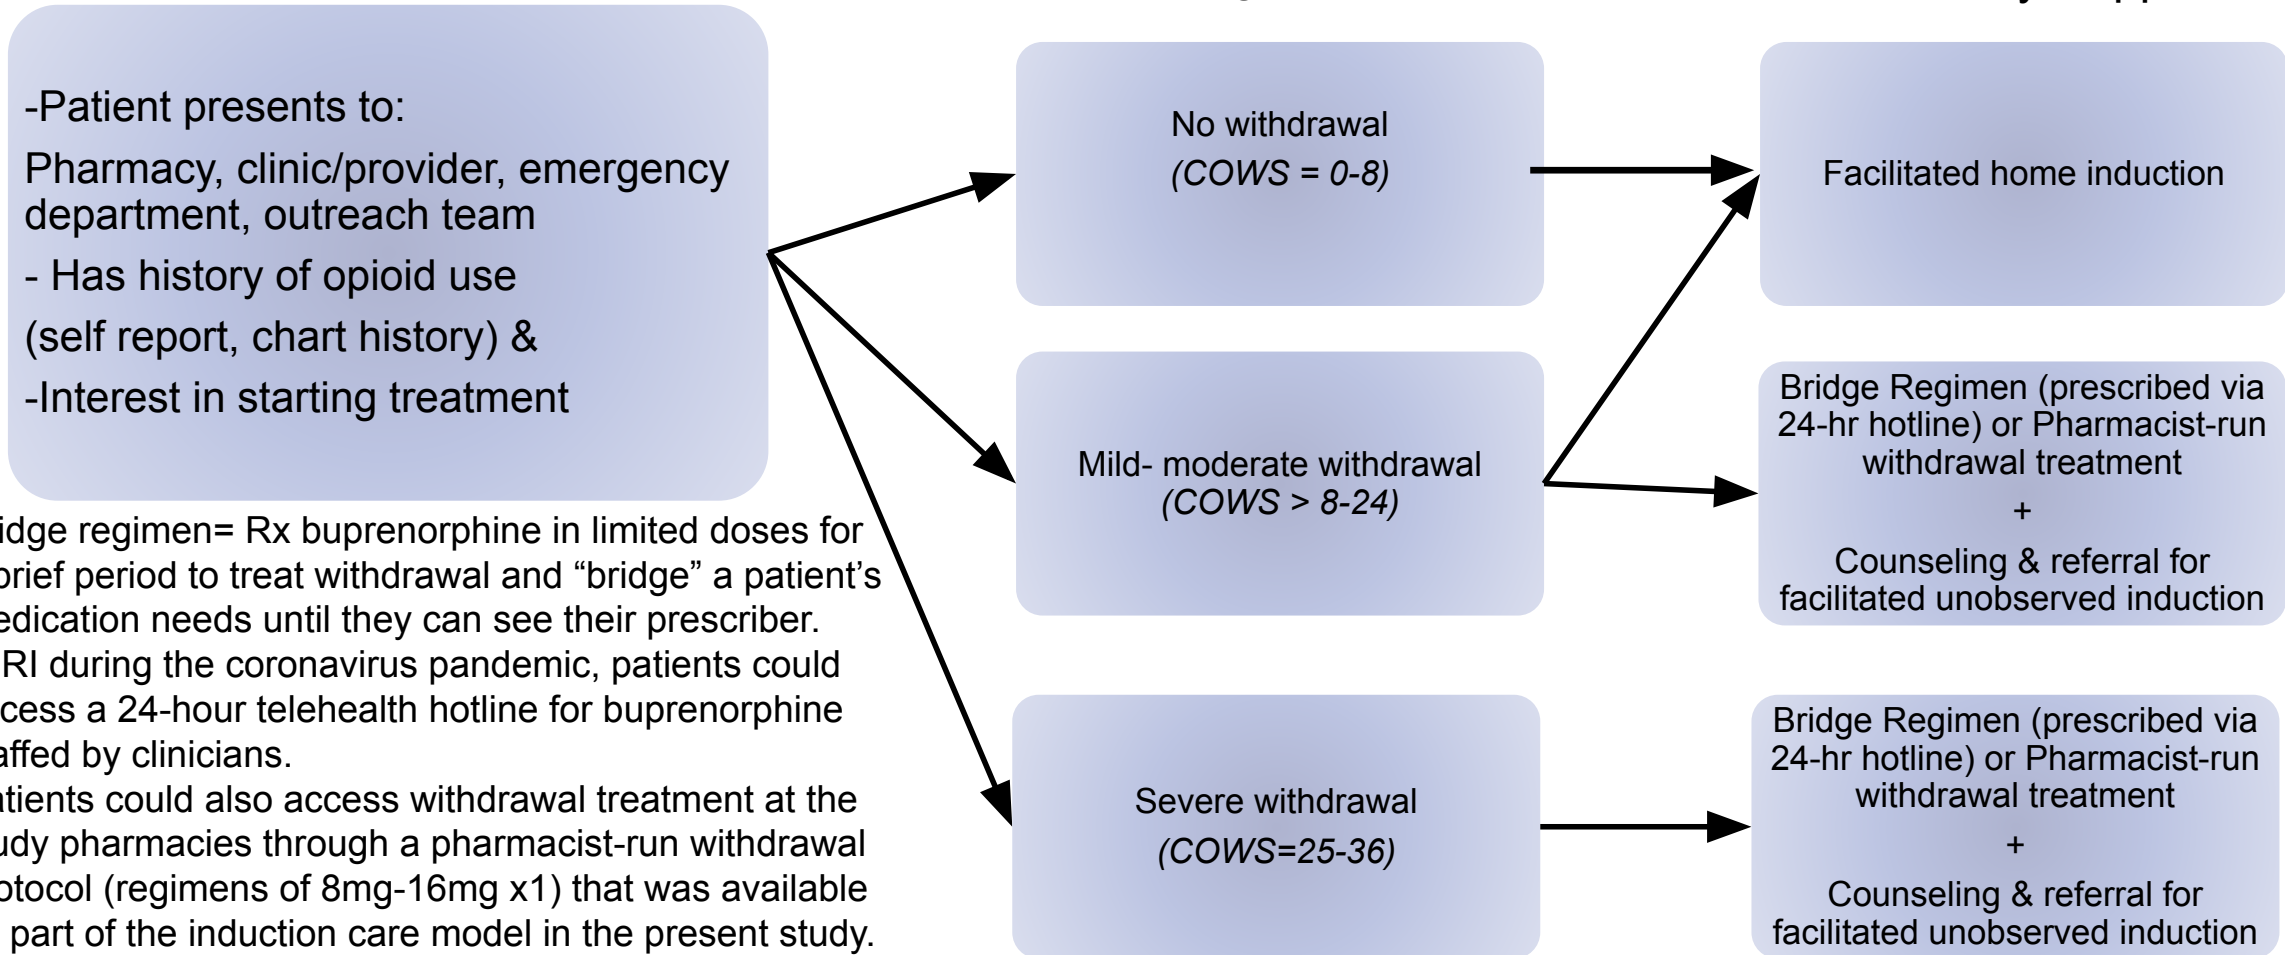 -Patient presents to:
Pharmacy, clinic/provider, emergency
department, outreach team
- Has history of opioid use
(self report, chart history) &
-Interest in starting treatment
No withdrawal
(COWS = 0-8)
Facilitated home induction
Mild- moderate withdrawal
(COWS > 8-24)
Bridge Regimen (prescribed via
24-hr hotline) or Pharmacist-run
withdrawal treatment
+
Counseling & referral for
facilitated unobserved induction
Severe withdrawal
(COWS=25-36)
Bridge Regimen (prescribed via
24-hr hotline) or Pharmacist-run
withdrawal treatment
+
Counseling & referral for
facilitated unobserved induction
idge regimen= Rx buprenorphine in limited doses for
brief period to treat withdrawal and “bridge” a patient’s
edication needs until they can see their prescriber.
RI during the coronavirus pandemic, patients could
cess a 24-hour telehealth hotline for buprenorphine
affed by clinicians.
atients could also access withdrawal treatment at the
udy pharmacies through a pharmacist-run withdrawal
otocol (regimens of 8mg-16mg x1) that was available
part of the induction care model in the present study.